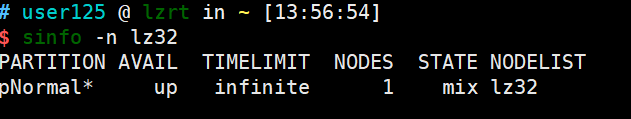 # user125 @ lzrt in ~ [13:56:54]
$ sinfo -n lz32
PARTITION AVAIL  TIMELIMIT  NODES  STATE NODELIST
pNormal*     up   infinite      1    mix lz32